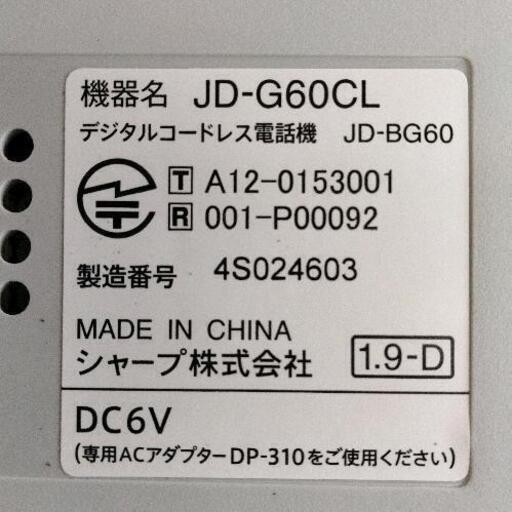 機器名 JD-G60CL
デジタルコードレス電話機 JD-BG60
T A12-0153001
R 001-P00092
製造番号 4S024603
MADE IN CHINA
シャープ株式会社 1.9-D
DC6V
(専用ACアダプターDP-310をご使用ください)